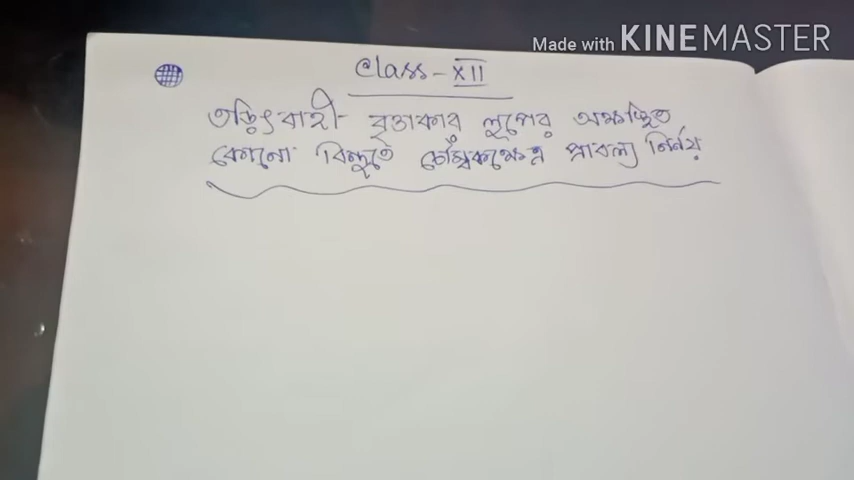 Made with KINEMASTER
Class - XII
তড়িৎবাহী বৃত্তাকার লুপের অক্ষস্থিত
কোনো বিন্দুতে চৌম্বকক্ষেত্র প্রাবল্য নির্ণয়